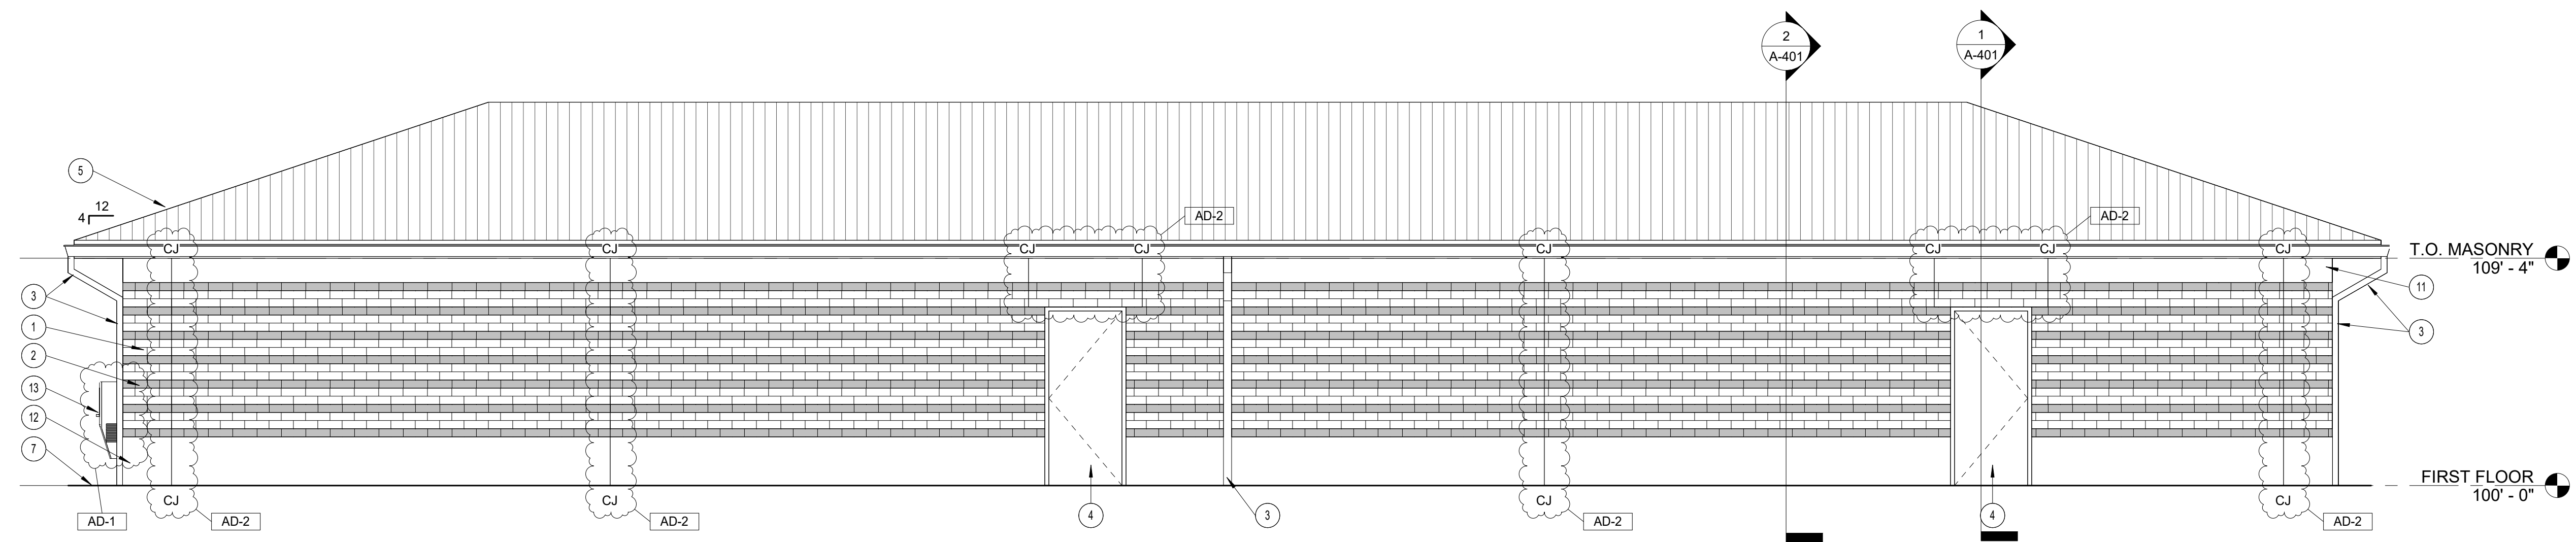 2
A-401
1
A-401
5
12
4
AD-2
AD-2
CJ
CJ
CJ
CJ
CJ
CJ
CJ
CJ
T.O. MASONRY
109' - 4"
3
11
1
3
2
13
12
7
FIRST FLOOR
100' - 0"
CJ
CJ
CJ
CJ
AD-1
AD-2
AD-2
4
3
AD-2
4
AD-2